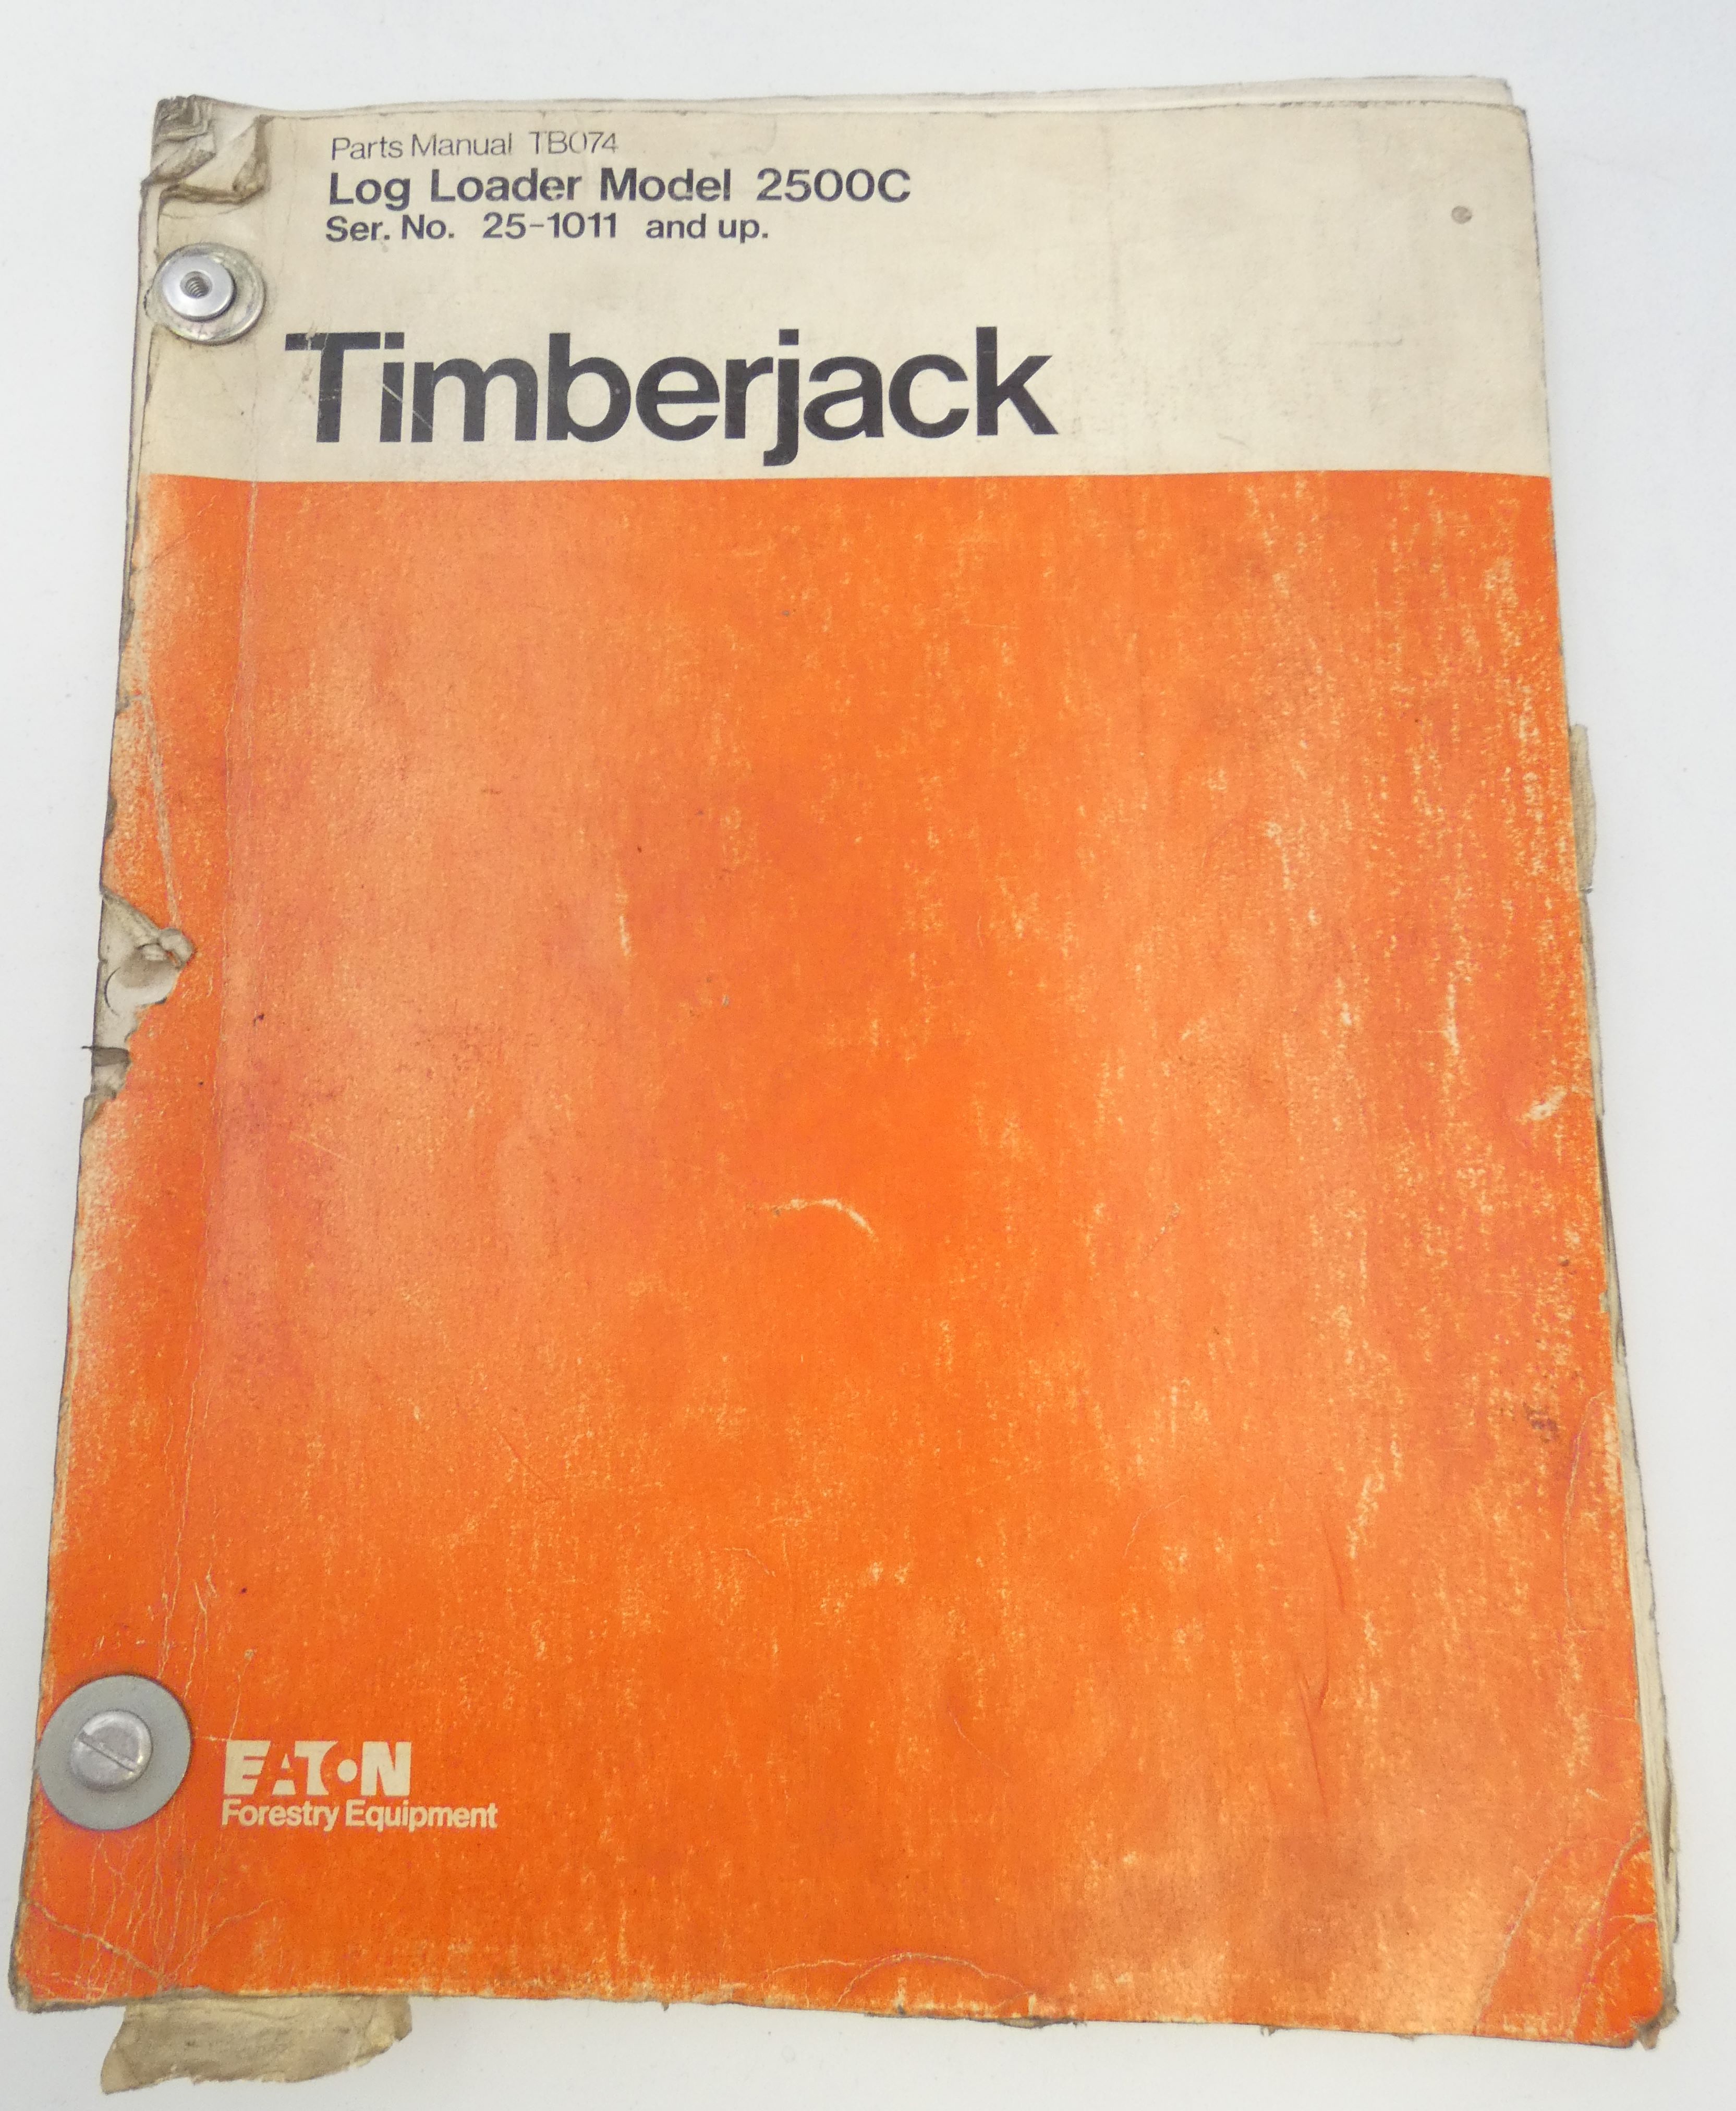 Parts Manual TB074
Log Loader Model 2500C
Ser. No. 25-1011 and up.
Timberjack
EATON
Forestry Equipment